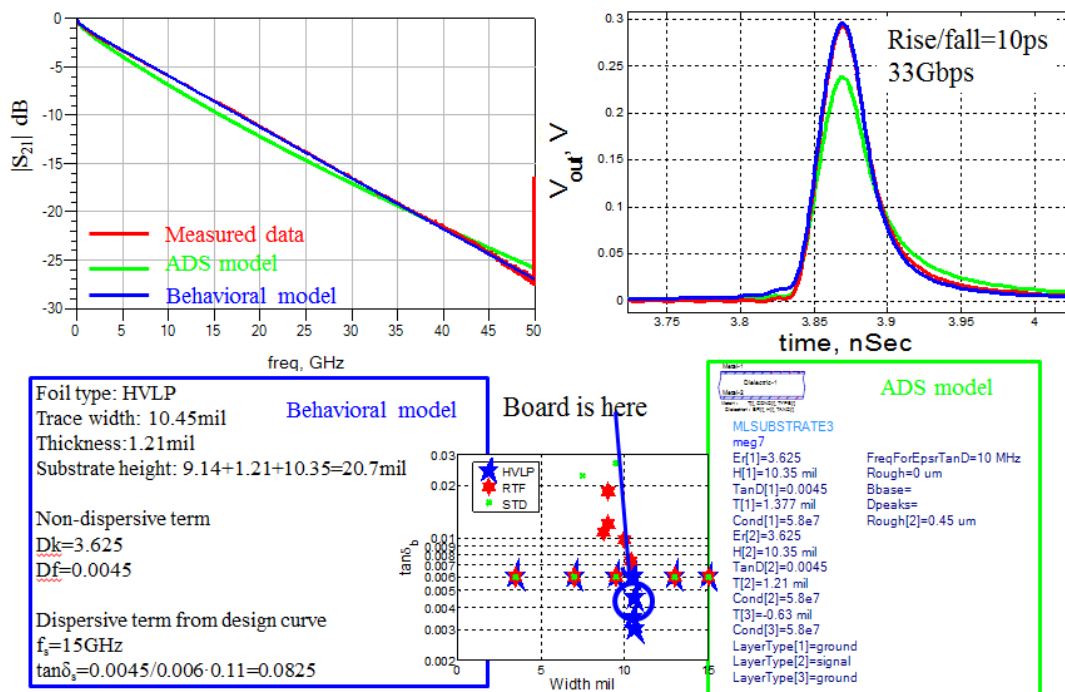 |S21| dB
0
-5
-10
-15
-20
-25
-30
0 5 10 15 20 25 30 35 40 45 50
freq, GHz
Measured data
ADS model
Behavioral model
Vout, V
0.3
0.25
0.2
0.15
0.1
0.05
0
3.75 3.8 3.85 3.9 3.95 4
time, nSec
Rise/fall=10ps
33Gbps
Behavioral model
Foil type: HVLP
Trace width: 10.45mil
Thickness:1.21mil
Substrate height: 9.14+1.21+10.35=20.7mil
Non-dispersive term
Dk=3.625
Df=0.0045
Dispersive term from design curve
fs=15GHz
tanδs=0.0045/0.006·0.11=0.0825
Board is here
HVLP
RTF
STD
tanδb
0.03
0.02
0.01
0.009
0.008
0.007
0.006
0.005
0.004
0.003
0.002
0 5 10 15
Width mil
ADS model
Metal-1
Dielectric-1
Metal-2
MLSUBSTRATE3
meg7
Er[1]=3.625
H[1]=10.35 mil
TanD[1]=0.0045
T[1]=1.377 mil
Cond[1]=5.8e7
Er[2]=3.625
H[2]=10.35 mil
TanD[2]=0.0045
T[2]=1.21 mil
Cond[2]=5.8e7
T[3]=-0.63 mil
Cond[3]=5.8e7
LayerType[1]=ground
LayerType[2]=signal
LayerType[3]=ground
FreqForEpsrTanD=10 MHz
Rough=0 um
Bbase=
Dpeaks=
Rough[2]=0.45 um